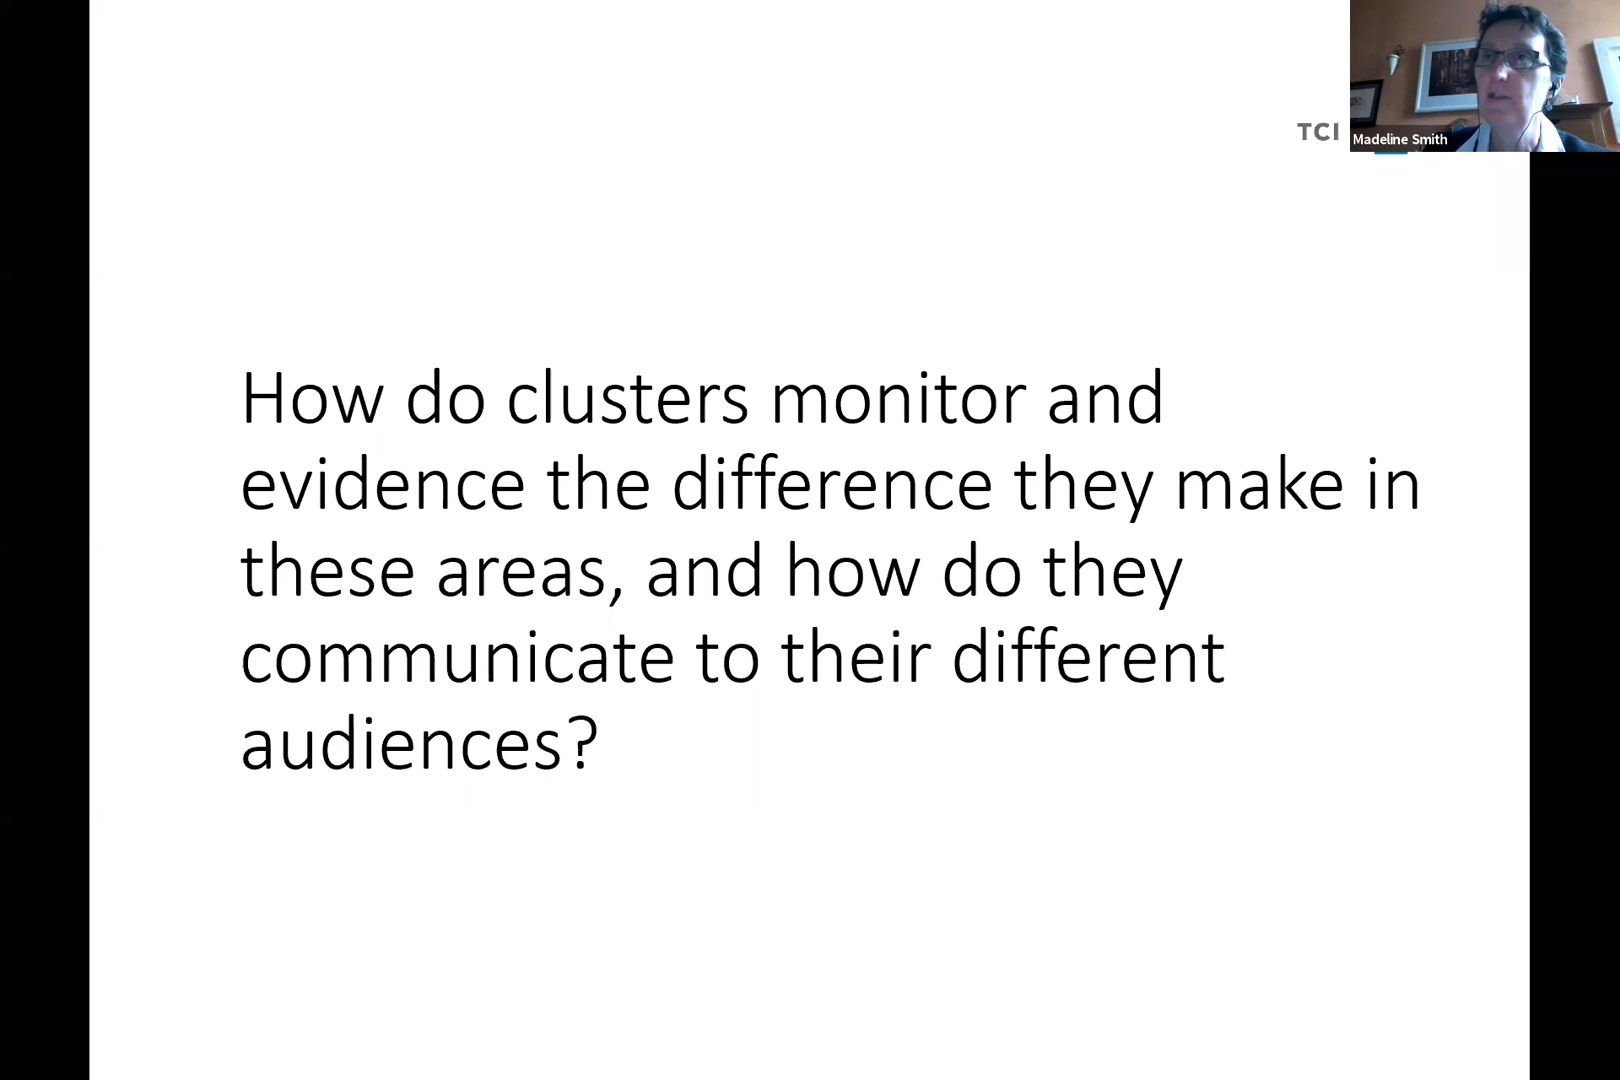 TCI
Madeline Smith
How do clusters monitor and
evidence the difference they make in
these areas, and how do they
communicate to their different
audiences?